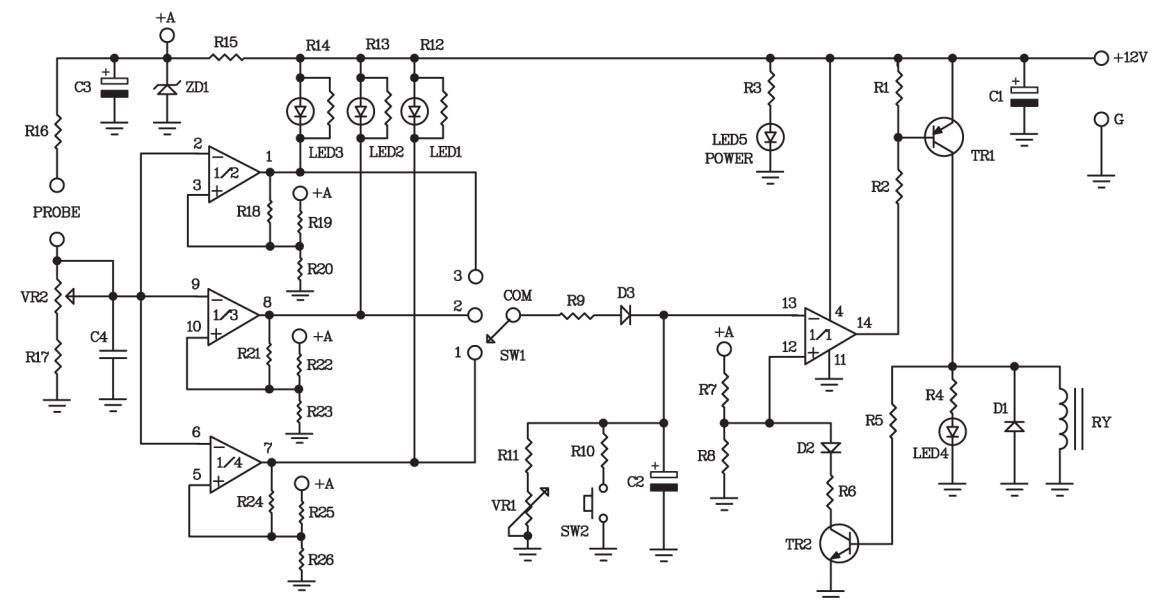 +A
R15
R14
R13
R12
+12V
+
C3
ZD1
R3
R1
+
C1
R16
LED5
POWER
TR1
G
LED3
LED2
LED1
2
1
3
1/2
−
+
R2
PROBE
R18
+A
R19
R20
3
VR2
9
8
10
1/3
−
+
2
COM
R9
D3
13
4
14
12
1/1
−
+
11
C4
R21
+A
R22
1
SW1
+A
R17
R23
R7
R5
R4
D1
RY
6
7
5
1/4
−
+
R11
R10
+
C2
R8
D2
LED4
R24
+A
R25
VR1
SW2
R6
R26
TR2